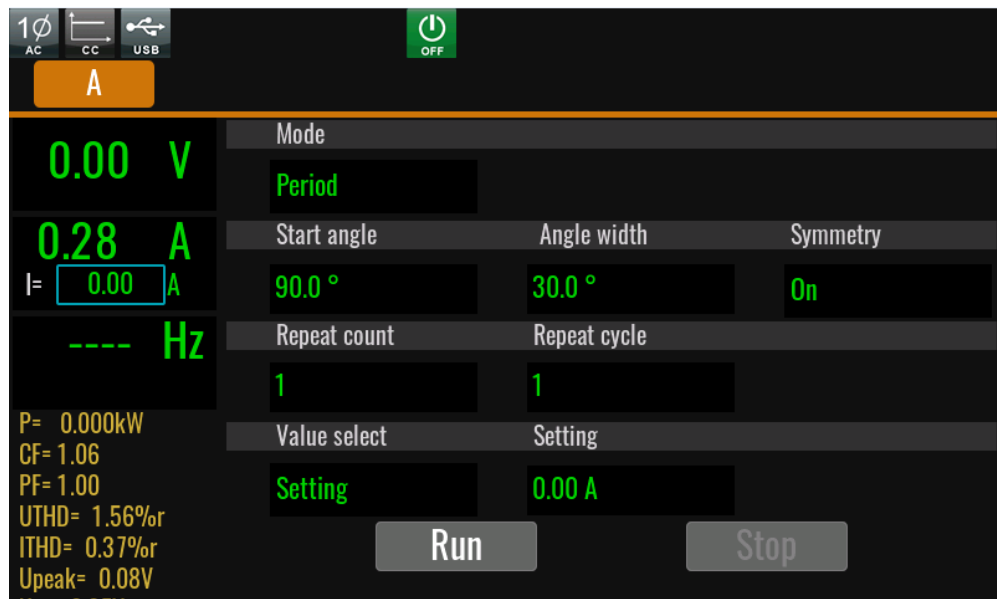 1Ø
AC
CC
USB
OFF
A
0.00 V
0.28 A
I= 0.00 A
---- Hz
P= 0.000kW
CF= 1.06
PF= 1.00
UTHD= 1.56%r
ITHD= 0.37%r
Upeak= 0.08V
Mode
Period
Start angle Angle width Symmetry
90.0 ° 30.0 ° On
Repeat count Repeat cycle
1 1
Value select Setting
Setting 0.00 A
Run Stop